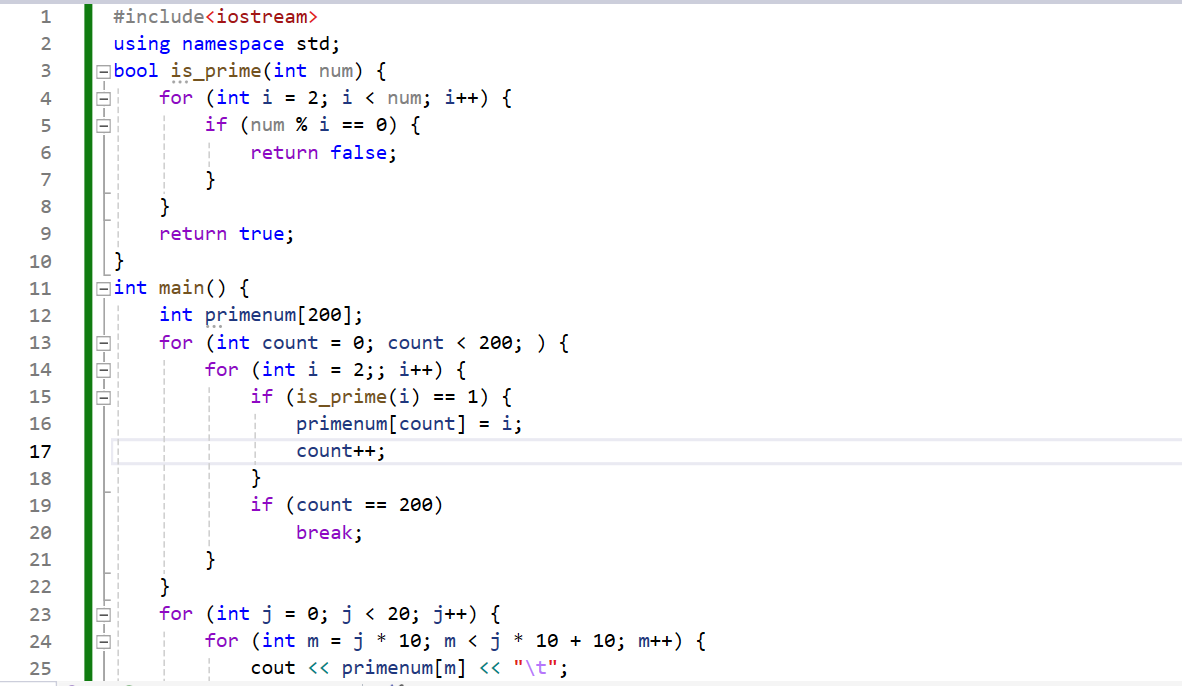 1 #include<iostream>
2 using namespace std;
3 bool is_prime(int num) {
4 for (int i = 2; i < num; i++) {
5 if (num % i == 0) {
6 return false;
7 }
8 }
9 return true;
10 }
11 int main() {
12 int primenum[200];
13 for (int count = 0; count < 200; ) {
14 for (int i = 2;; i++) {
15 if (is_prime(i) == 1) {
16 primenum[count] = i;
17 count++;
18 }
19 if (count == 200)
20 break;
21 }
22 }
23 for (int j = 0; j < 20; j++) {
24 for (int m = j * 10; m < j * 10 + 10; m++) {
25 cout << primenum[m] << "\t";